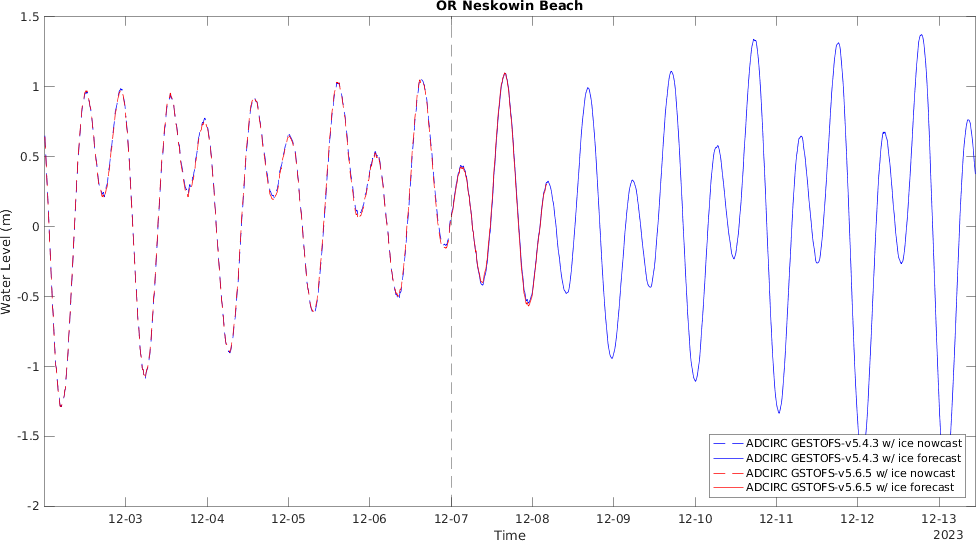 OR Neskowin Beach
1.5
1
0.5
0
-0.5
-1
-1.5
-2
Water Level (m)
12-03 12-04 12-05 12-06 12-07 12-08 12-09 12-10 12-11 12-12 12-13
Time
2023
ADCIRC GESTOFS-v5.4.3 w/ ice nowcast
ADCIRC GESTOFS-v5.4.3 w/ ice forecast
ADCIRC GSTOFS-v5.6.5 w/ ice nowcast
ADCIRC GSTOFS-v5.6.5 w/ ice forecast